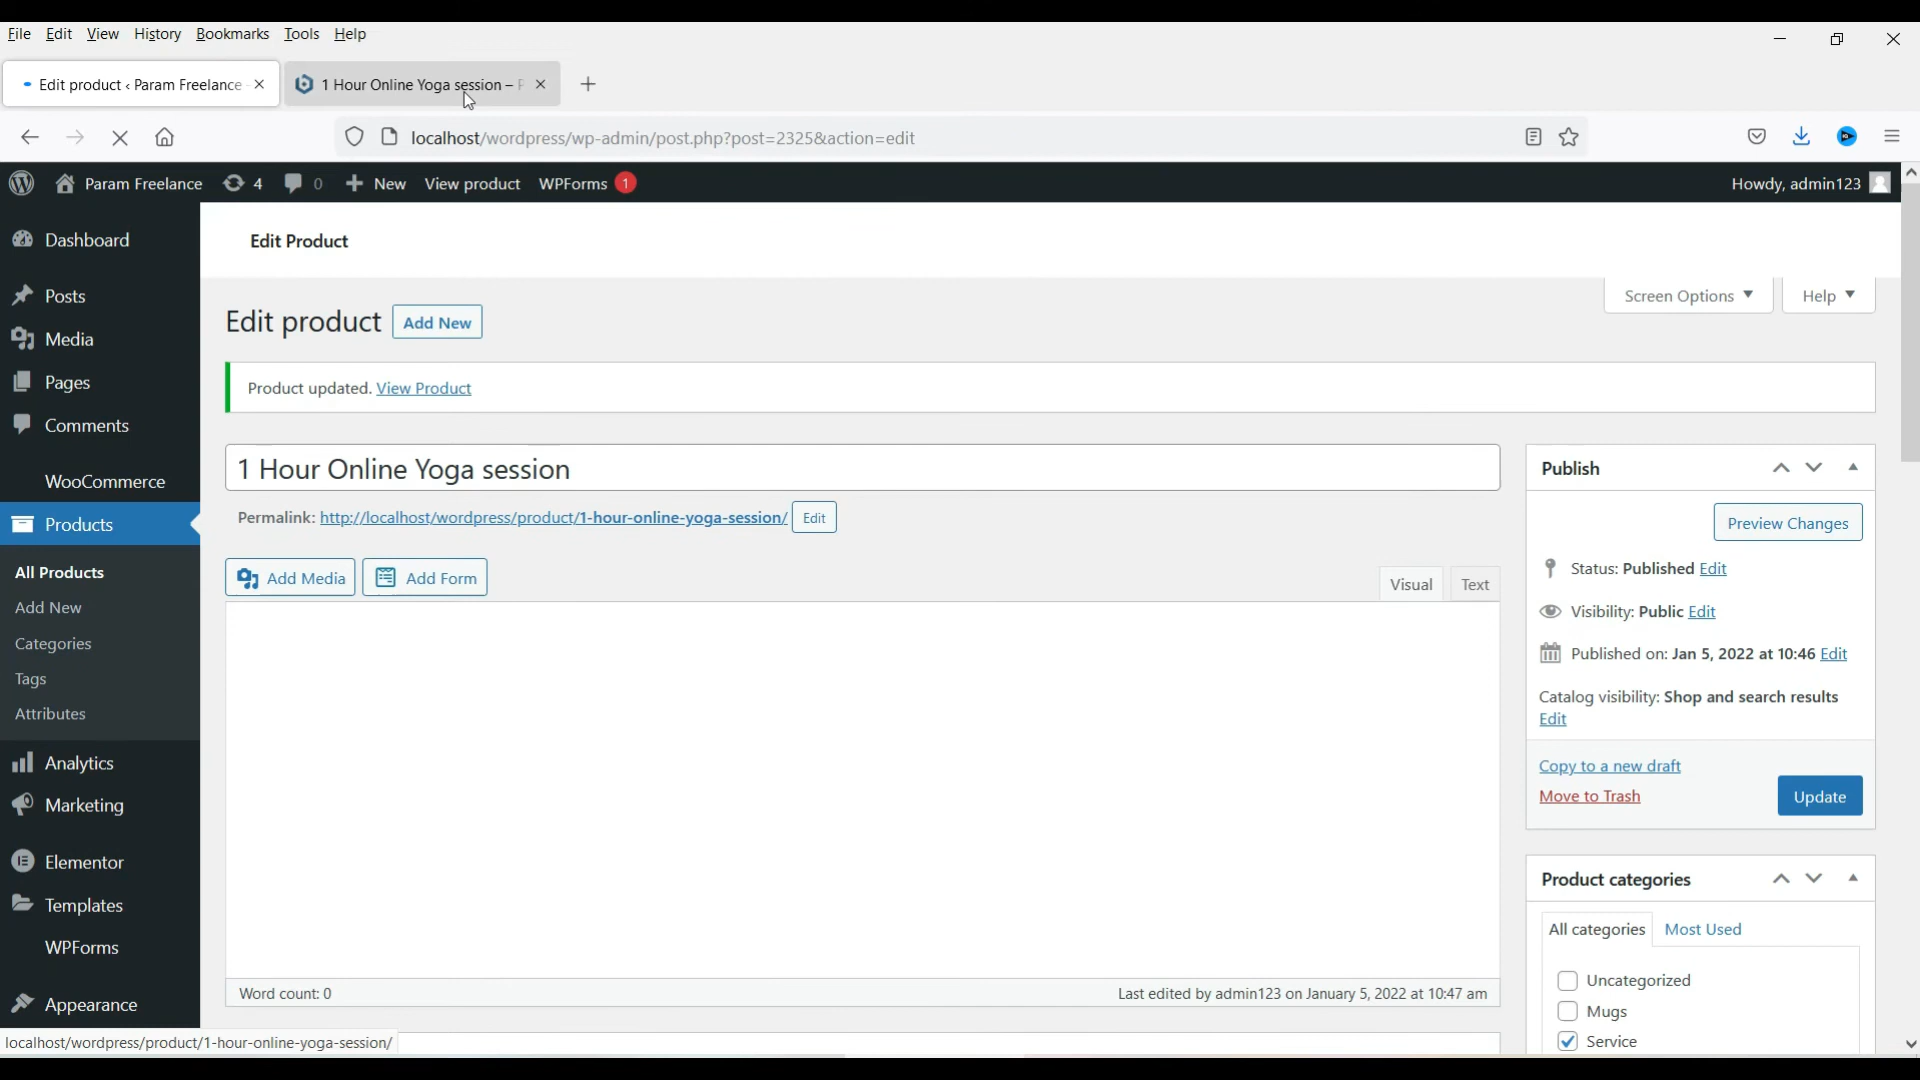 File Edit View History Bookmarks Tools Help
Edit product ‹ Param Freelance
1 Hour Online Yoga session –
localhost/wordpress/wp-admin/post.php?post=2325&action=edit
Param Freelance 4 0 New View product WPForms 1 Howdy, admin123
Dashboard
Posts
Media
Pages
Comments
WooCommerce
Products
All Products
Add New
Categories
Tags
Attributes
Analytics
Marketing
Elementor
Templates
WPForms
Appearance
Edit Product
Screen Options Help
Edit product Add New
Product updated. View Product
1 Hour Online Yoga session
Permalink: http://localhost/wordpress/product/1-hour-online-yoga-session/ Edit
Add Media Add Form
Visual Text
Word count: 0 Last edited by admin123 on January 5, 2022 at 10:47 am
Publish
Preview Changes
Status: Published Edit
Visibility: Public Edit
Published on: Jan 5, 2022 at 10:46 Edit
Catalog visibility: Shop and search results
Edit
Copy to a new draft
Move to Trash
Update
Product categories
All categories Most Used
Uncategorized
Mugs
Service
localhost/wordpress/product/1-hour-online-yoga-session/